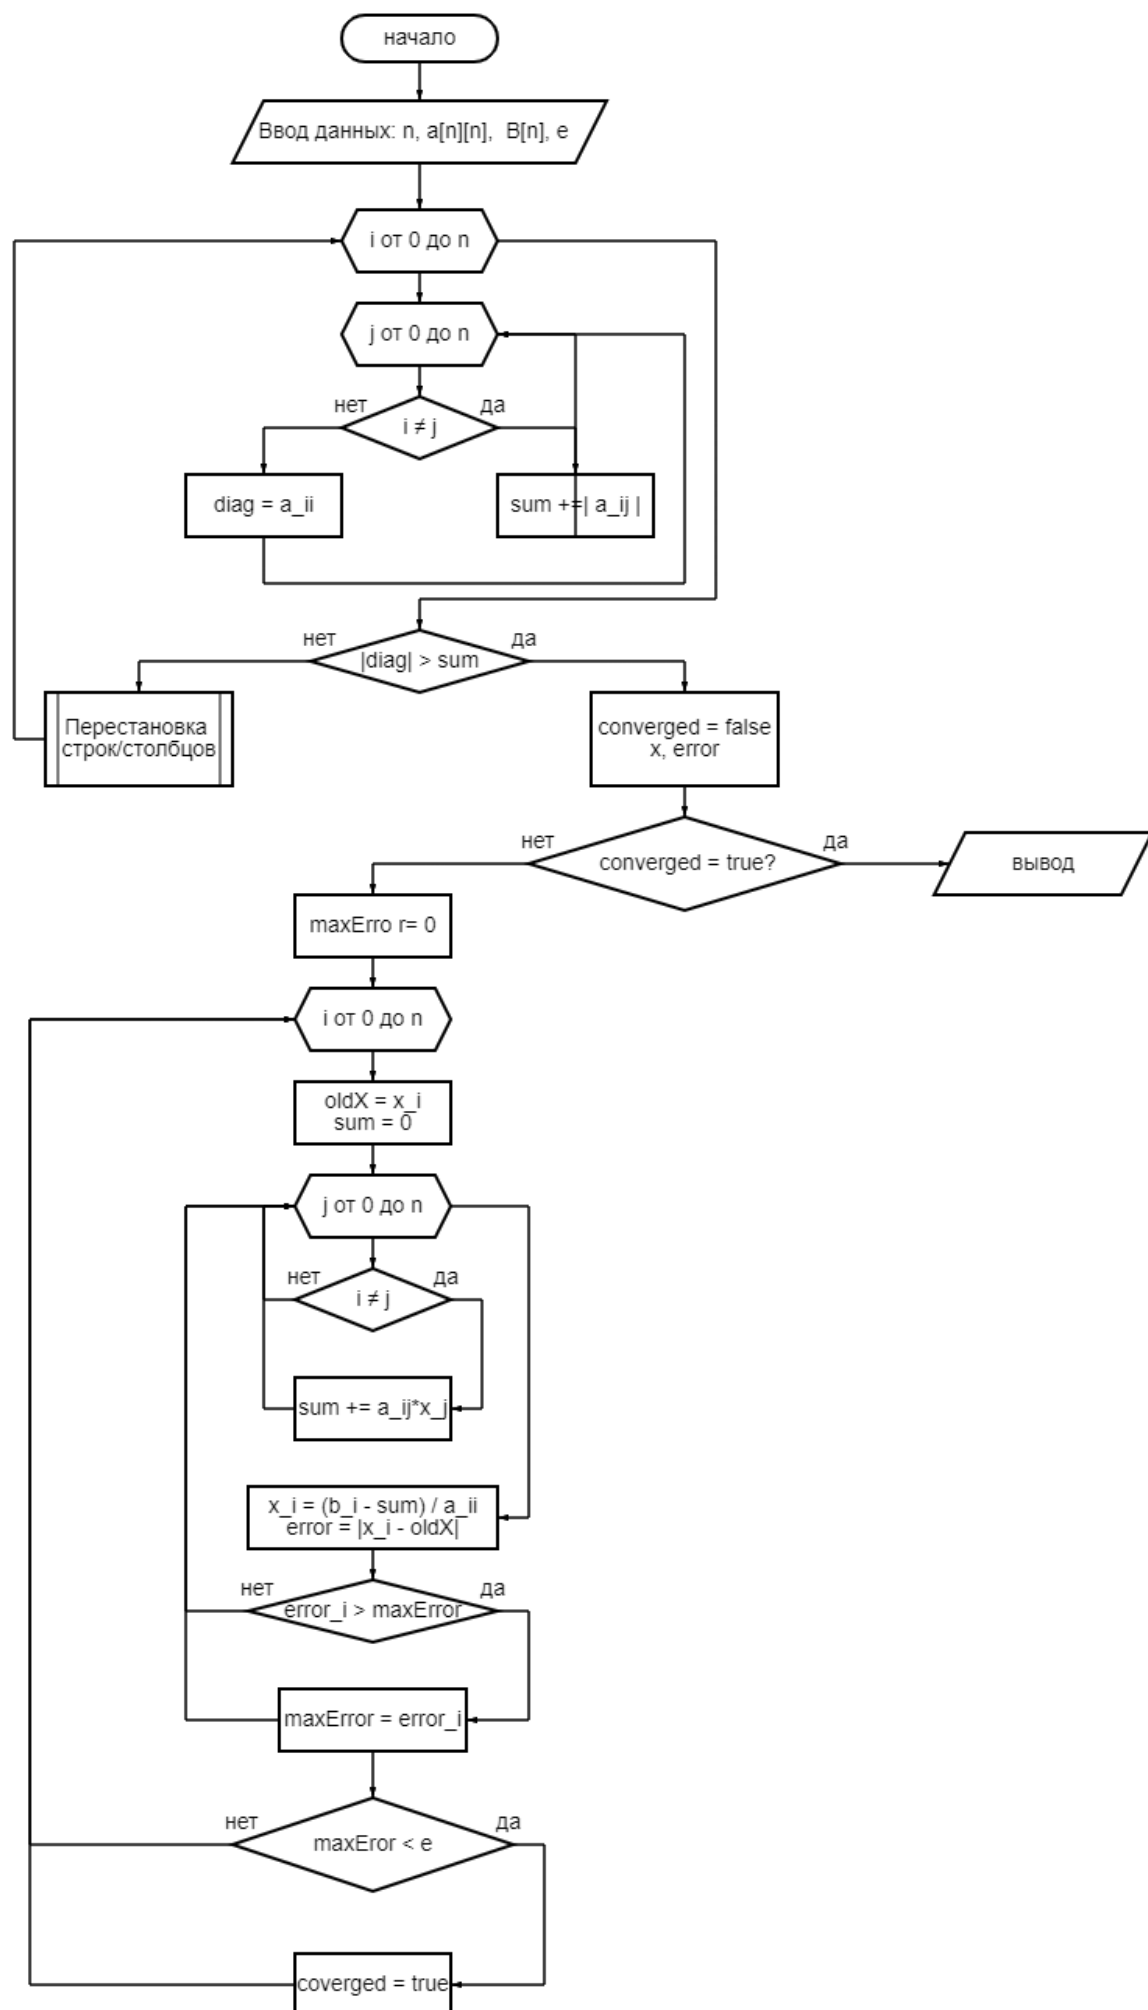 начало
Ввод данных: n, a[n][n], B[n], e
i от 0 до n
j от 0 до n
нет
да
i ≠ j
diag = a_ii
sum +=| a_ij |
нет
да
|diag| > sum
Перестановка
строк/столбцов
converged = false
x, error
нет
да
converged = true?
вывод
maxErro r= 0
i от 0 до n
oldX = x_i
sum = 0
j от 0 до n
нет
да
i ≠ j
sum += a_ij*x_j
x_i = (b_i - sum) / a_ii
error = |x_i - oldX|
нет
да
error_i > maxError
maxError = error_i
нет
да
maxEror < e
coverged = true